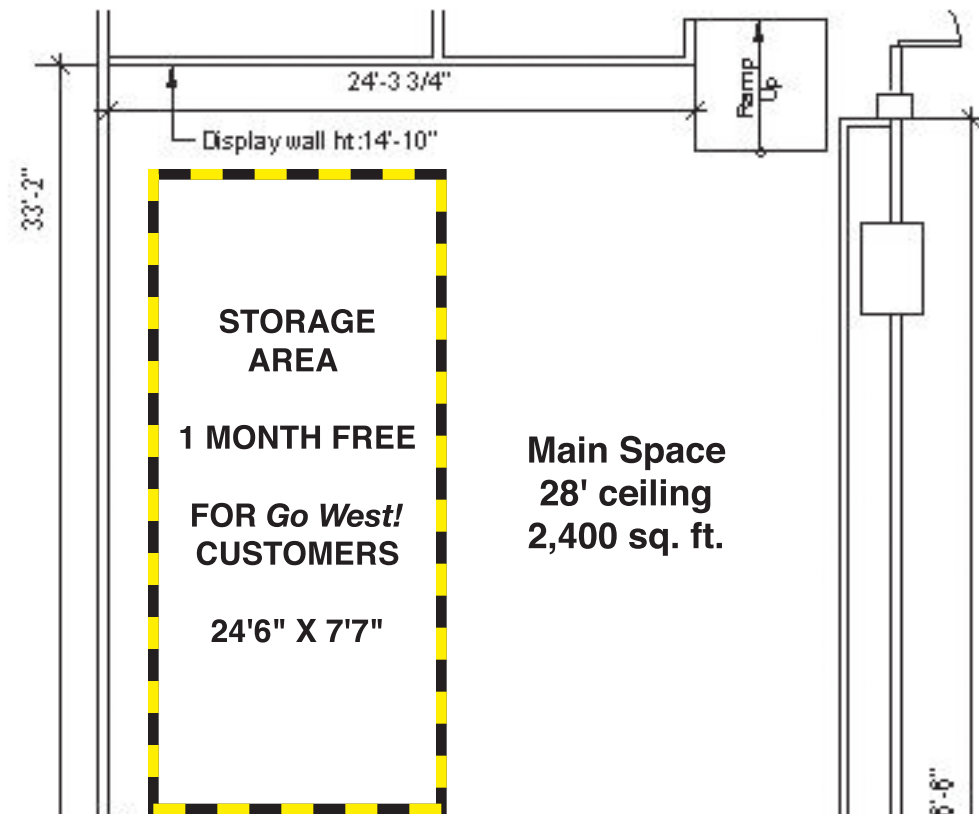 24'-3 3/4"
Ramp
Up
Display wall ht:14'-10"
33'-2"
STORAGE
AREA
1 MONTH FREE
FOR Go West!
CUSTOMERS
24'6" X 7'7"
Main Space
28' ceiling
2,400 sq. ft.